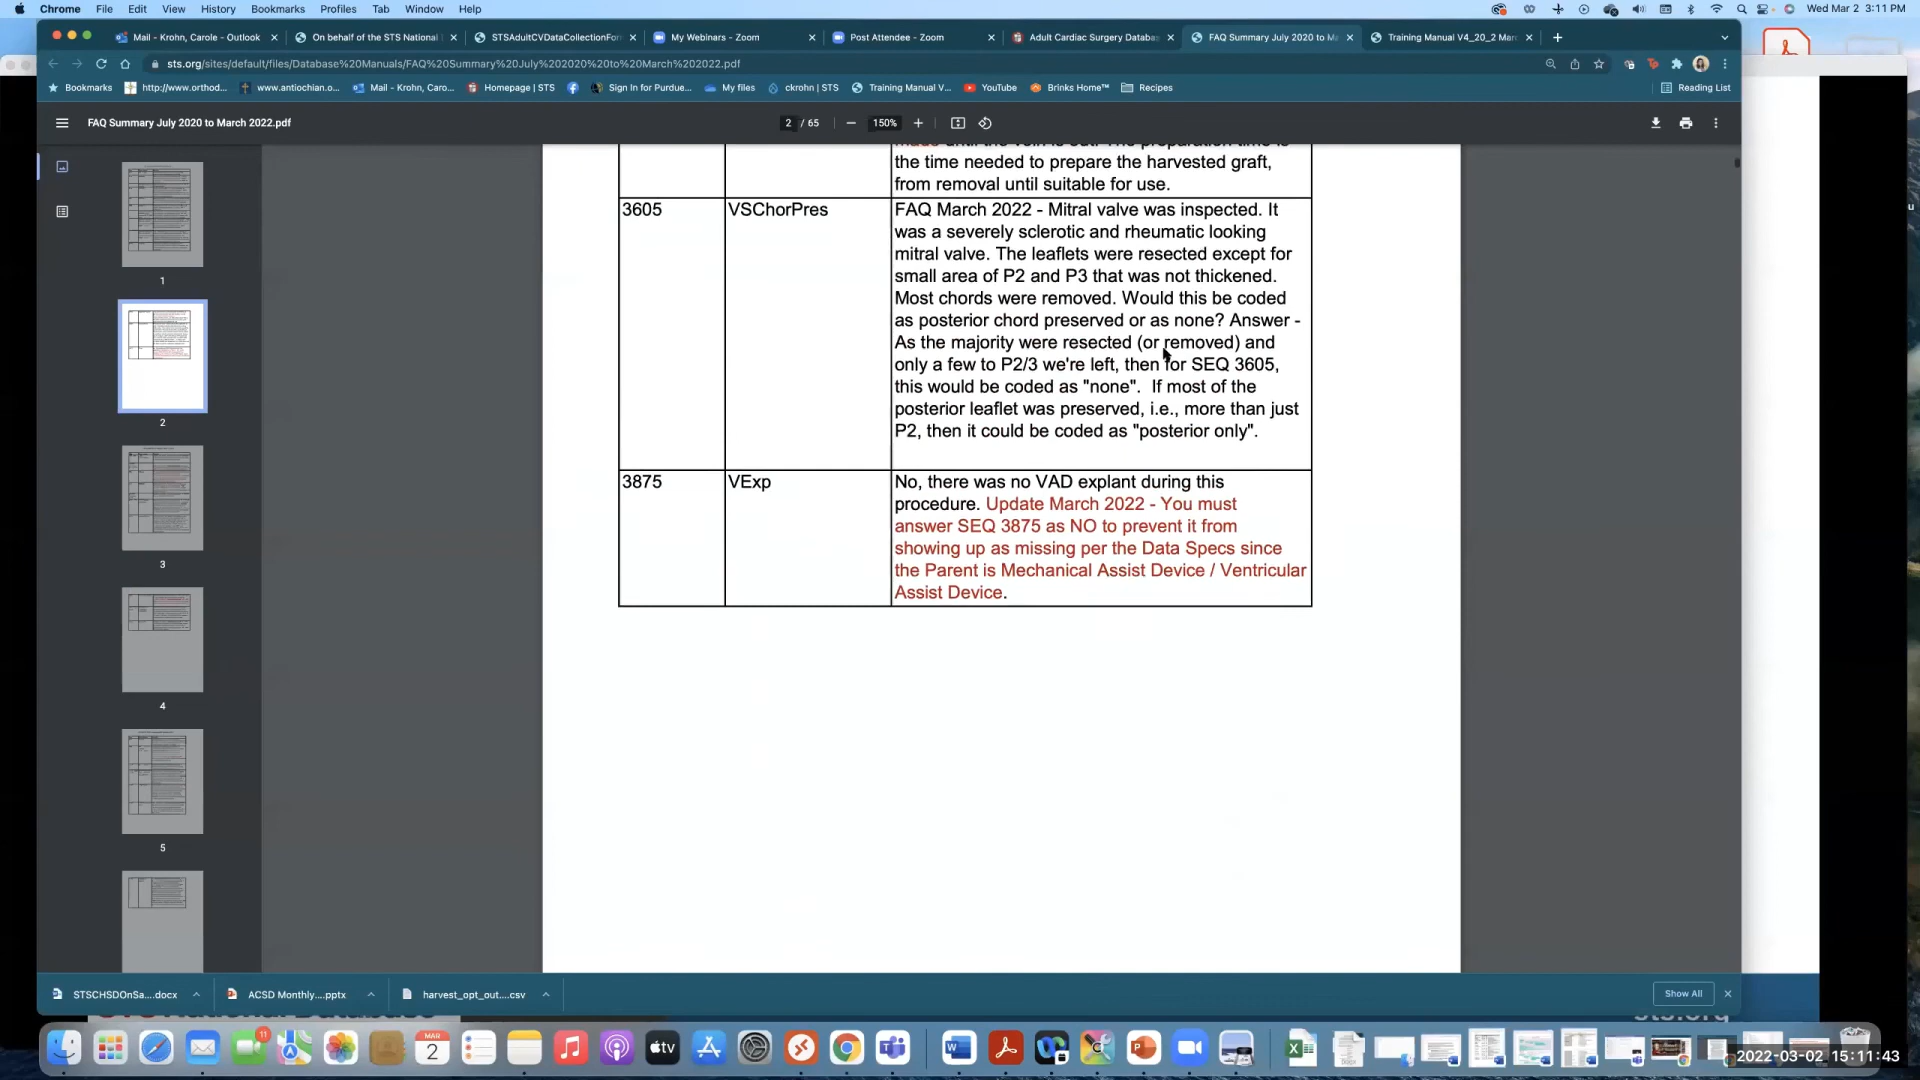 Chrome File Edit View History Bookmarks Profiles Tab Window Help
Wed Mar 2 3:11 PM
Mail - Krohn, Carole - Outlook
On behalf of the STS National
STSAdultCVDataCollectionFor
My Webinars - Zoom
Post Attendee - Zoom
Adult Cardiac Surgery Databas
FAQ Summary July 2020 to Ma
Training Manual V4_20_2 Marc
sts.org/sites/default/files/Database%20Manuals/FAQ%20Summary%20July%202020%20to%20March%202022.pdf
Bookmarks
http://www.orthod...
www.antiochian.o...
Mail - Krohn, Caro...
Homepage | STS
Sign In for Purdue...
My files
ckrohn | STS
Training Manual V...
YouTube
Brinks Home™
Recipes
Reading List
FAQ Summary July 2020 to March 2022.pdf
2 / 65
150%
the time needed to prepare the harvested graft,
from removal until suitable for use.
3605
VSChorPres
FAQ March 2022 - Mitral valve was inspected. It
was a severely sclerotic and rheumatic looking
mitral valve. The leaflets were resected except for
small area of P2 and P3 that was not thickened.
Most chords were removed. Would this be coded
as posterior chord preserved or as none? Answer -
As the majority were resected (or removed) and
only a few to P2/3 we're left, then for SEQ 3605,
this would be coded as "none". If most of the
posterior leaflet was preserved, i.e., more than just
P2, then it could be coded as "posterior only".
3875
VExp
No, there was no VAD explant during this
procedure. Update March 2022 - You must
answer SEQ 3875 as NO to prevent it from
showing up as missing per the Data Specs since
the Parent is Mechanical Assist Device / Ventricular
Assist Device.
1
2
3
4
5
STSCHSDOnSa....docx
ACSD Monthly....pptx
harvest_opt_out....csv
Show All
sts.org
11
MAR
2
tv
2022-03-02 15:11:43